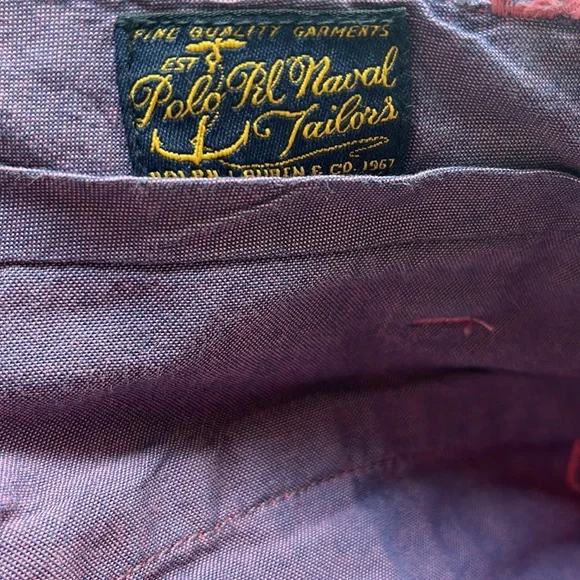 FINE QUALITY GARMENTS
EST
Polo Rl Naval
Tailors
RALPH LAUREN & CO. 1967